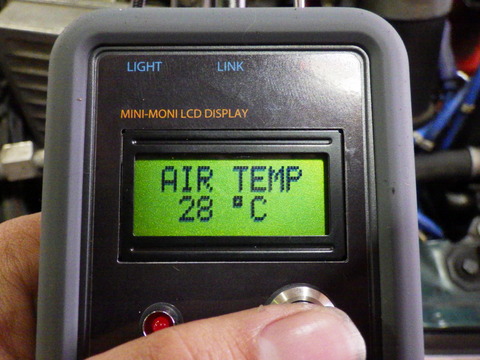 LIGHT LINK
MINI-MONI LCD DISPLAY
AIR TEMP
28 °C